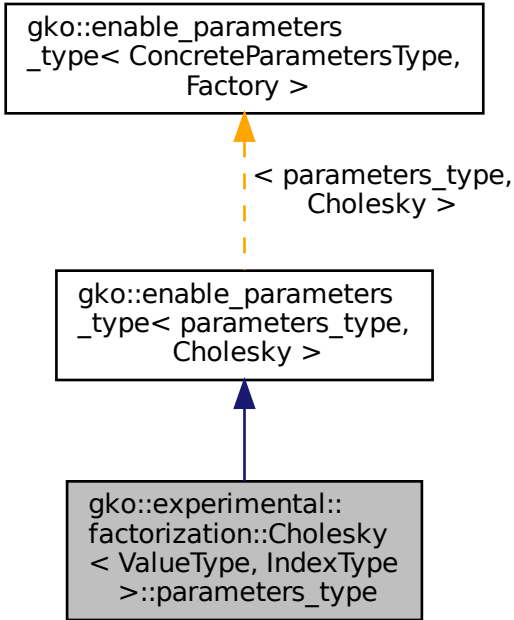 gko::enable_parameters
_type< ConcreteParametersType,
Factory >
< parameters_type,
Cholesky >
gko::enable_parameters
_type< parameters_type,
Cholesky >
gko::experimental::
factorization::Cholesky
< ValueType, IndexType
>::parameters_type